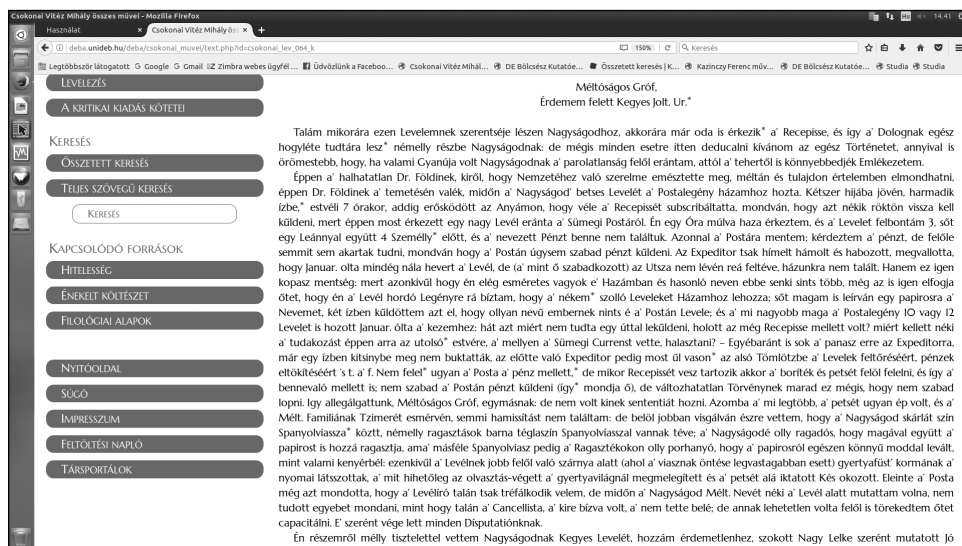 Csokonai Vitéz Mihály összes művei - Mozilla Firefox
Hu
14.41
Használat
Csokonai Vitéz Mihály ös
deba.unideb.hu/deba/csokonai_muvei/text.php?id=csokonai_lev_064_k
150%
Keresés
Legtöbbször látogatott
Google
Gmail
Zimbra webes ügyfél ...
Üdvözlünk a Faceboo...
Csokonai Vitéz Mihál...
DE Bölcsész Kutatóe...
Összetett keresés | K...
Kazinczy Ferenc műv...
DE Bölcsész Kutatóe...
Studia
Studia
Levelezés
A kritikai kiadás kötetei
Keresés
Összetett keresés
Teljes szövegű keresés
Keresés
Kapcsolódó források
Hitelesség
Énekelt költészet
Filológiai alapok
Nyitóoldal
Súgó
Impresszum
Feltöltési napló
Társportálok
Méltóságos Gróf,
Érdemem felett Kegyes Jolt. Ur.*
Talám mikorára ezen Levelemnek szerentséje lészen Nagyságodhoz, akkorára már oda is érkezik* a' Recepisse, és így a' Dolognak egész
hogyléte tudtára lesz* némelly részbe Nagyságodnak: de mégis minden esetre itten deducalni kívánom az egész Történetet, annyival is
örömestebb, hogy, ha valami Gyanúja volt Nagyságodnak a' parolatlanság felől erántam, attól a' tehertől is könnyebbedjék Emlékezetem.
Éppen a' halhatatlan Dr. Földinek, kiről, hogy Nemzetéhez való szerelme emésztette meg, méltán és tulajdon értelemben elmondhatni,
éppen Dr. Földinek a' temetésén valék, midőn a' Nagyságod' betses Levelét a' Postalegény házamhoz hozta. Kétszer hijába jövén, harmadik
ízbe,* estvéli 7 órakor, addig erősködött az Anyámon, hogy véle a' Recepissét subscribáltatta, mondván, hogy azt nékik röktön vissza kell
küldeni, mert éppen most érkezett egy nagy Levél eránta a' Sümegi Postáról. Én egy Óra múlva haza érkeztem, és a' Levelet felbontám 3, sőt
egy Leánnyal együtt 4 Személly* előtt, és a' nevezett Pénzt benne nem találtuk. Azonnal a' Postára mentem; kérdeztem a' pénzt, de felőle
semmit sem akartak tudni, mondván hogy a' Postán úgysem szabad pénzt küldeni. Az Expeditor tsak hímelt hámolt és habozott, megvallotta,
hogy Januar. olta mindég nála hevert a' Levél, de (a' mint ő szabadkozott) az Utsza nem lévén reá feltéve, házunkra nem talált. Hanem ez igen
kopasz mentség: mert azonkivűl hogy én elég esméretes vagyok e' Hazámban és hasonló neven ebbe senki sints több, még az is igen elfogja
őtet, hogy én a' Levél hordó Legényre rá bíztam, hogy a' nékem* szolló Leveleket Házamhoz lehozza; sőt magam is leírván egy papirosra a'
Nevemet, két ízben küldöttem azt el, hogy ollyan nevű embernek nints é a' Postán Levele; és a' mi nagyobb maga a' Postalegény 10 vagy 12
Levelet is hozott Januar. ólta a' kezemhez: hát azt miért nem tudta egy úttal leküldeni, holott az még Recepisse mellett volt? miért kellett néki
a' tudakozást éppen arra az utolsó* estvére, a' mellyen a' Sümegi Currenst vette, halasztani? – Egyébaránt is sok a' panasz erre az Expeditorra,
már egy ízben kitsinybe meg nem buktatták, az előtte való Expeditor pedig most űl vason* az alsó Tömlötzbe a' Levelek feltőréséért, pénzek
eltökítéséért 's t. a' f. Nem felel* ugyan a' Posta a' pénz mellett,* de mikor Recepissét vesz tartozik akkor a' boríték és petsét felöl felelni, és így a'
bennevaló mellett is; nem szabad a' Postán pénzt küldeni (így* mondja ő), de változhatatlan Törvénynek marad ez mégis, hogy nem szabad
lopni. Igy allegálgattunk, Méltóságos Gróf, egymásnak: de nem volt kinek sententiát hozni. Azomba a' mi legtöbb, a' petsét ugyan ép volt, és a'
Mélt. Familiának Tzimerét esmérvén, semmi hamissítást nem találtam: de belöl jobban visgálván észre vettem, hogy a' Nagyságod skárlát szín
Spanyolviassza* köztt, némelly ragasztások barna téglaszín Spanyolviasszal vannak téve; a' Nagyságodé olly ragadós, hogy magával együtt a'
papirost is hozzá ragasztja, ama' másféle Spanyolviasz pedig a' Ragasztékokon olly porhanyó, hogy a' papirosról egészen könnyű moddal levált,
mint valami kenyérbél: ezenkivűl a' Levélnek jobb felől való szárnya alatt (ahol a' viasznak öntése legvastagabban esett) gyertyafüst' kormának a'
nyomai látsszottak, a' mit hihetőleg az olvasztás-végett a' gyertyavilágnál megmelegített és a' petsét alá iktatott Kés okozott. Eleinte a' Posta
még azt mondotta, hogy a' Levélíró talán tsak tréfálkodik velem, de midőn a' Nagyságod Mélt. Nevét néki a' Levél alatt mutattam volna, nem
tudott egyebet mondani, mint hogy talán a' Cancellista, a' kire bízva volt, a' nem tette belé; de annak lehetetlen volta felől is törekedtem őtet
capacitálni. E' szerént vége lett minden Dísputatiónknak.
Én részemről mélly tisztelettel vettem Nagyságodnak Kegyes Levelét, hozzám érdemetlenhez, szokott Nagy Lelke szerént mutatott Jó